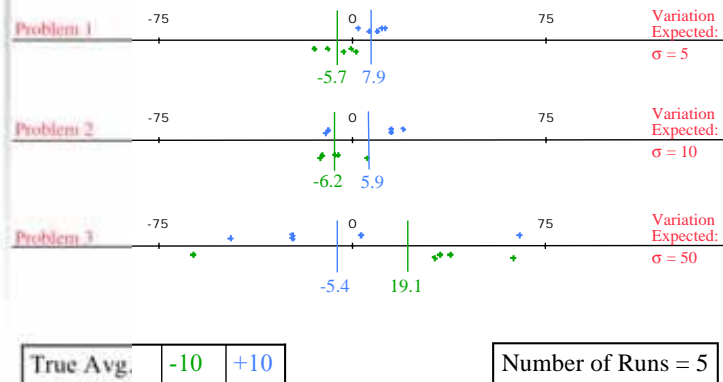 -75 0 75 Variation
Problem 1 Expected:
σ = 5
-5.7 7.9
-75 0 75 Variation
Problem 2 Expected:
σ = 10
-6.2 5.9
-75 0 75 Variation
Problem 3 Expected:
σ = 50
-5.4 19.1
True Avg. -10 +10 Number of Runs = 5